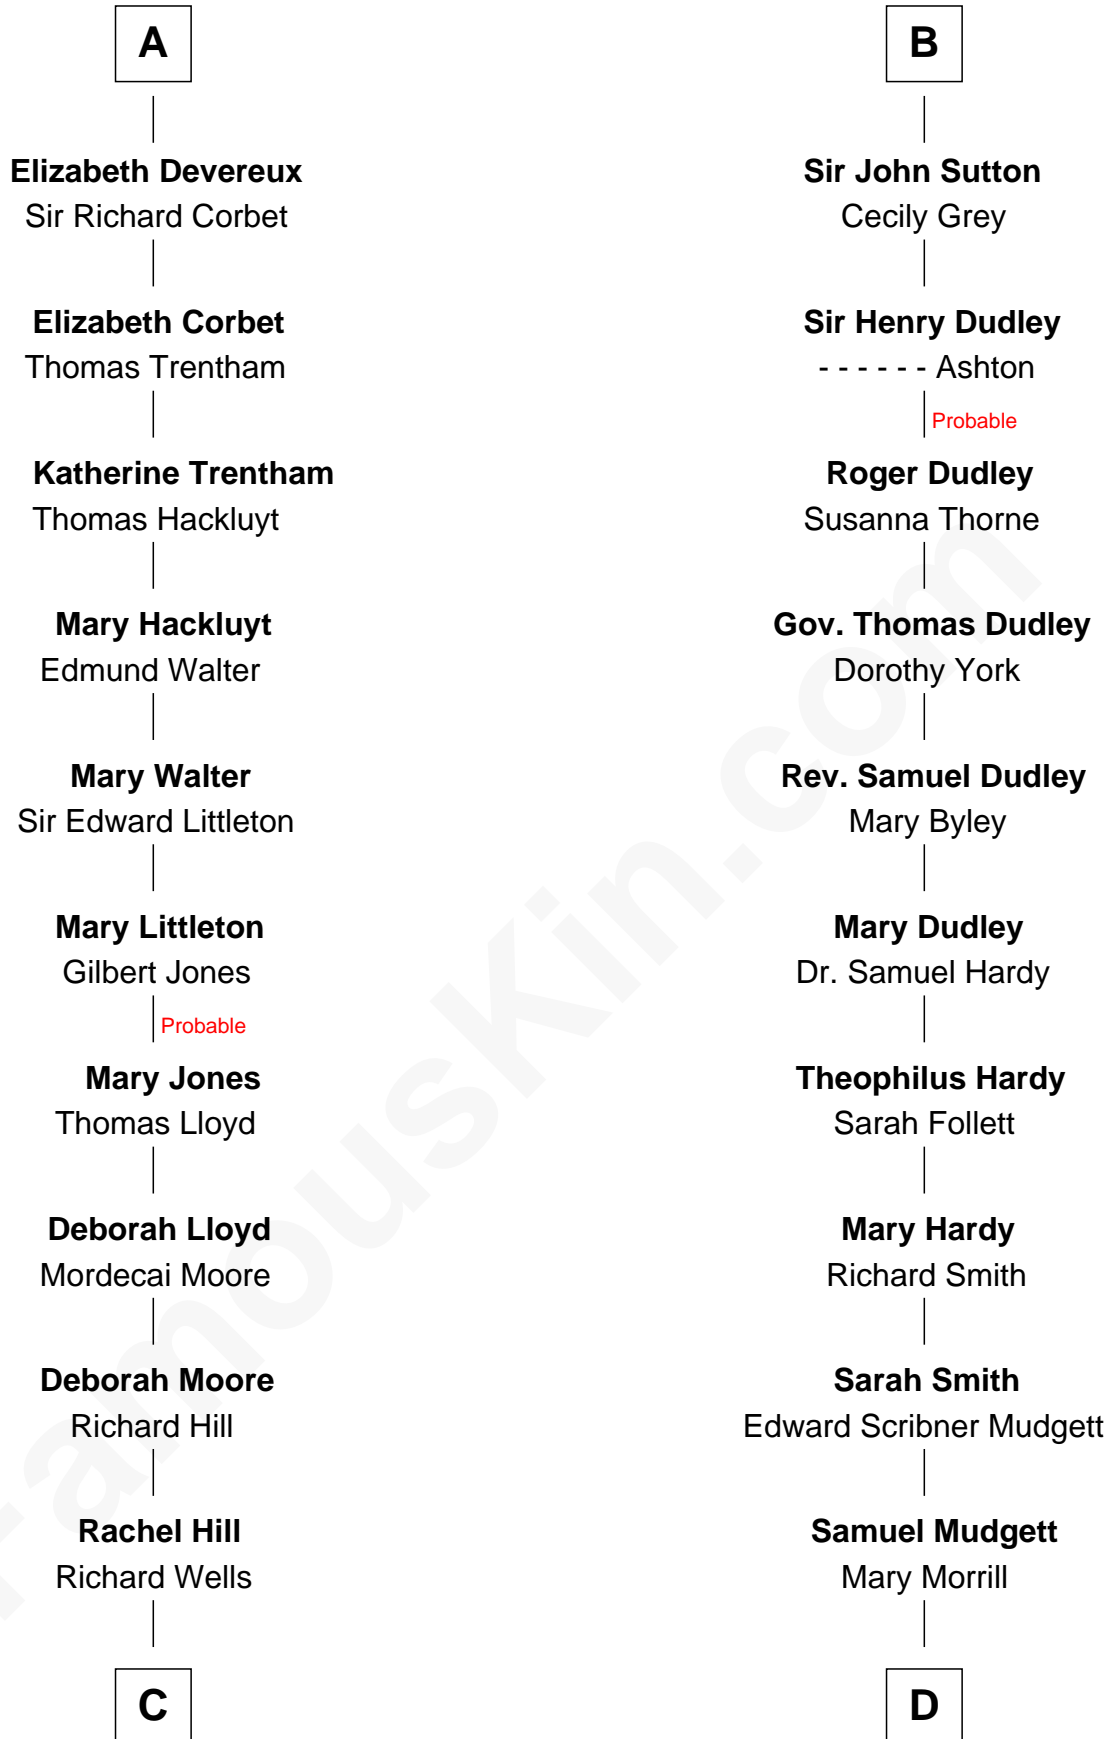 A
Elizabeth Devereux
Sir Richard Corbet
Elizabeth Corbet
Thomas Trentham
Katherine Trentham
Thomas Hackluyt
Mary Hackluyt
Edmund Walter
Mary Walter
Sir Edward Littleton
Mary Littleton
Gilbert Jones
Probable
Mary Jones
Thomas Lloyd
Deborah Lloyd
Mordecai Moore
Deborah Moore
Richard Hill
Rachel Hill
Richard Wells
C
B
Sir John Sutton
Cecily Grey
Sir Henry Dudley
- - - - - - Ashton
Probable
Roger Dudley
Susanna Thorne
Gov. Thomas Dudley
Dorothy York
Rev. Samuel Dudley
Mary Byley
Mary Dudley
Dr. Samuel Hardy
Theophilus Hardy
Sarah Follett
Mary Hardy
Richard Smith
Sarah Smith
Edward Scribner Mudgett
Samuel Mudgett
Mary Morrill
D
FamousKin.com